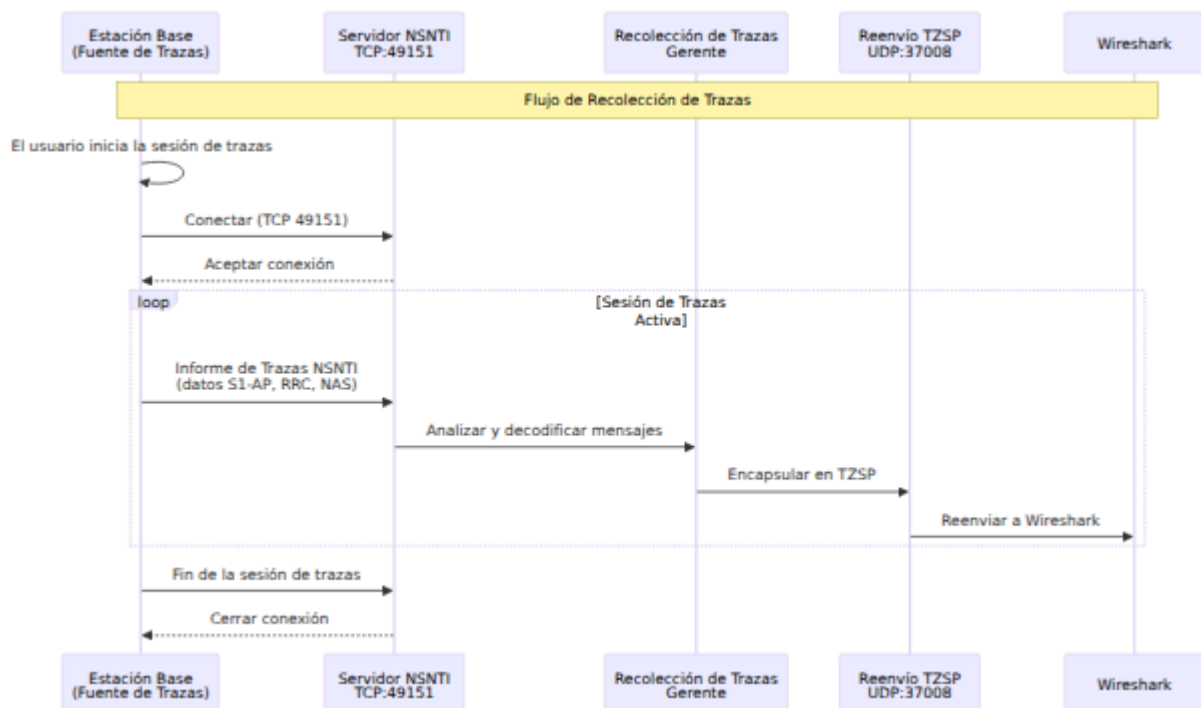 Estación Base
(Fuente de Trazas)
Servidor NSNTI
TCP:49151
Recolección de Trazas
Gerente
Reenvío TZSP
UDP:37008
Wireshark
Flujo de Recolección de Trazas
El usuario inicia la sesión de trazas
Conectar (TCP 49151)
Aceptar conexión
loop
[Sesión de Trazas
Activa]
Informe de Trazas NSNTI
(datos S1-AP, RRC, NAS)
Analizar y decodificar mensajes
Encapsular en TZSP
Reenviar a Wireshark
Fin de la sesión de trazas
Cerrar conexión
Estación Base
(Fuente de Trazas)
Servidor NSNTI
TCP:49151
Recolección de Trazas
Gerente
Reenvío TZSP
UDP:37008
Wireshark